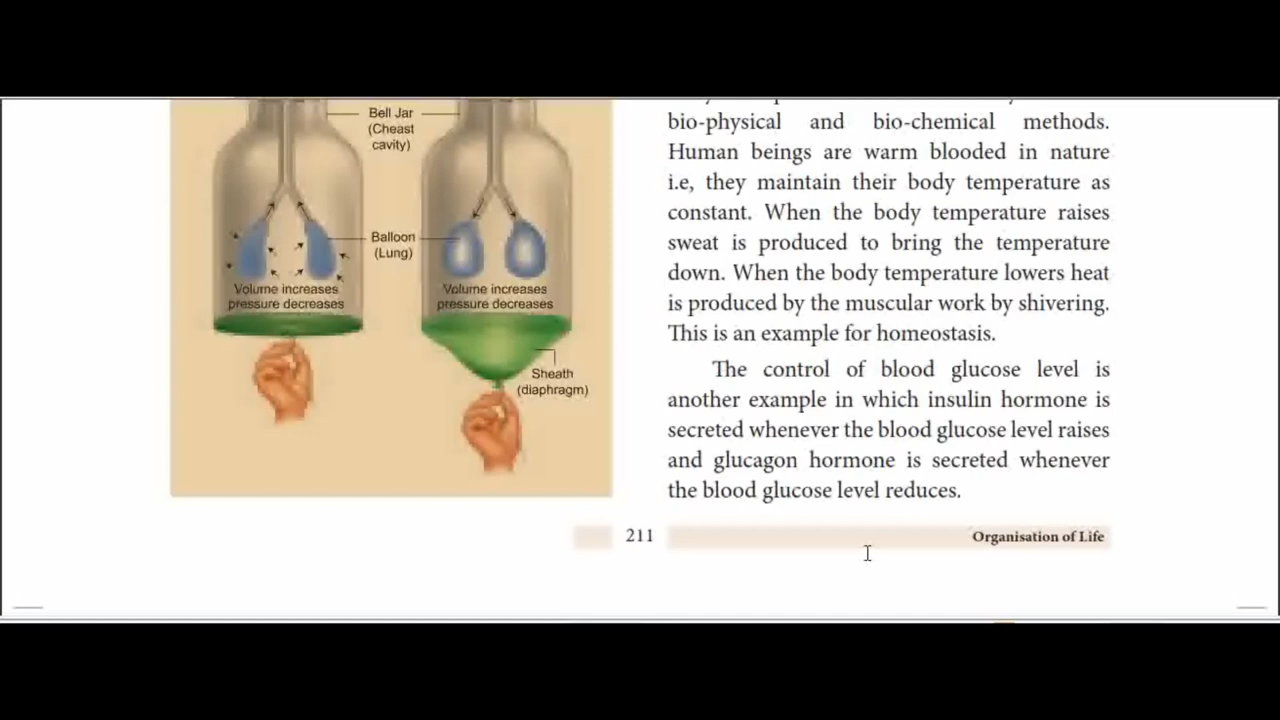 Bell Jar
(Cheast
cavity)
Balloon
(Lung)
Volume increases
pressure decreases
Volume increases
pressure decreases
Sheath
(diaphragm)
bio-physical and bio-chemical methods.
Human beings are warm blooded in nature
i.e, they maintain their body temperature as
constant. When the body temperature raises
sweat is produced to bring the temperature
down. When the body temperature lowers heat
is produced by the muscular work by shivering.
This is an example for homeostasis.
The control of blood glucose level is
another example in which insulin hormone is
secreted whenever the blood glucose level raises
and glucagon hormone is secreted whenever
the blood glucose level reduces.
211
Organisation of Life